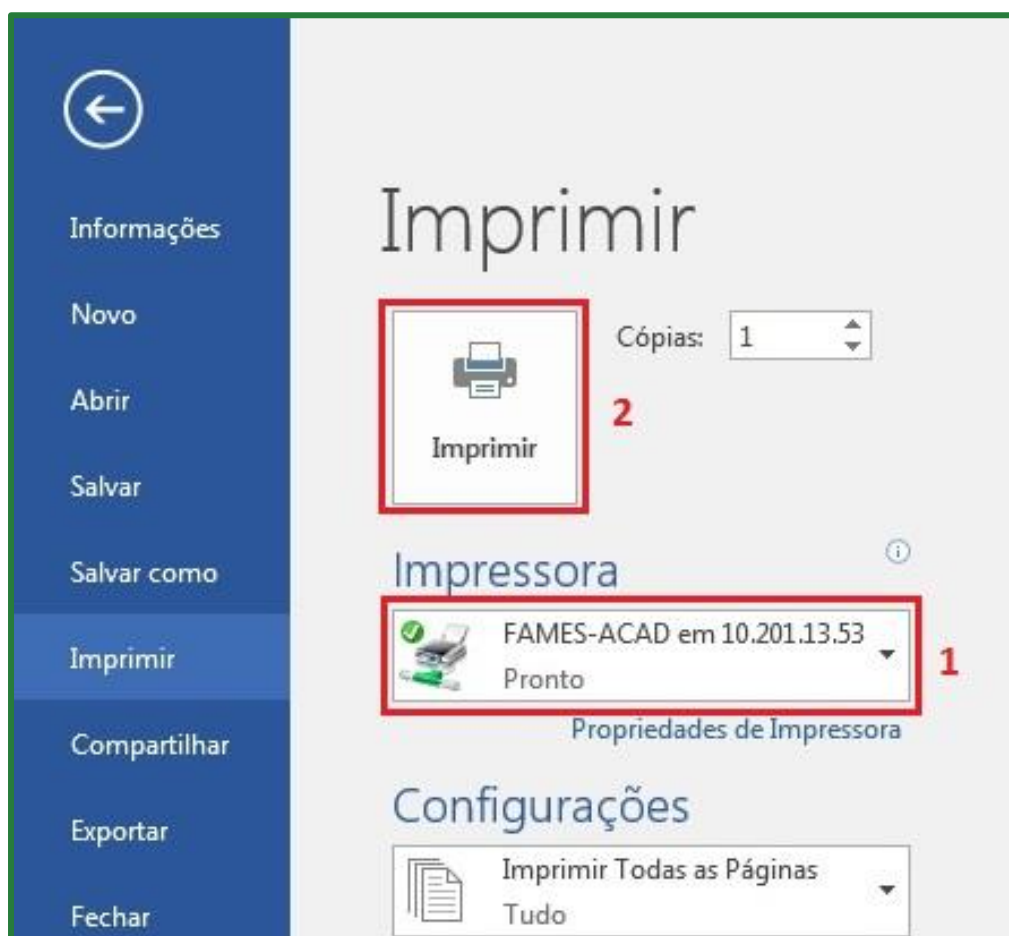 Informações
Novo
Abrir
Salvar
Salvar como
Imprimir
Compartilhar
Exportar
Fechar
Imprimir
Imprimir
Cópias: 1
2
Impressora
FAMES-ACAD em 10.201.13.53
Pronto
1
Propriedades de Impressora
Configurações
Imprimir Todas as Páginas
Tudo